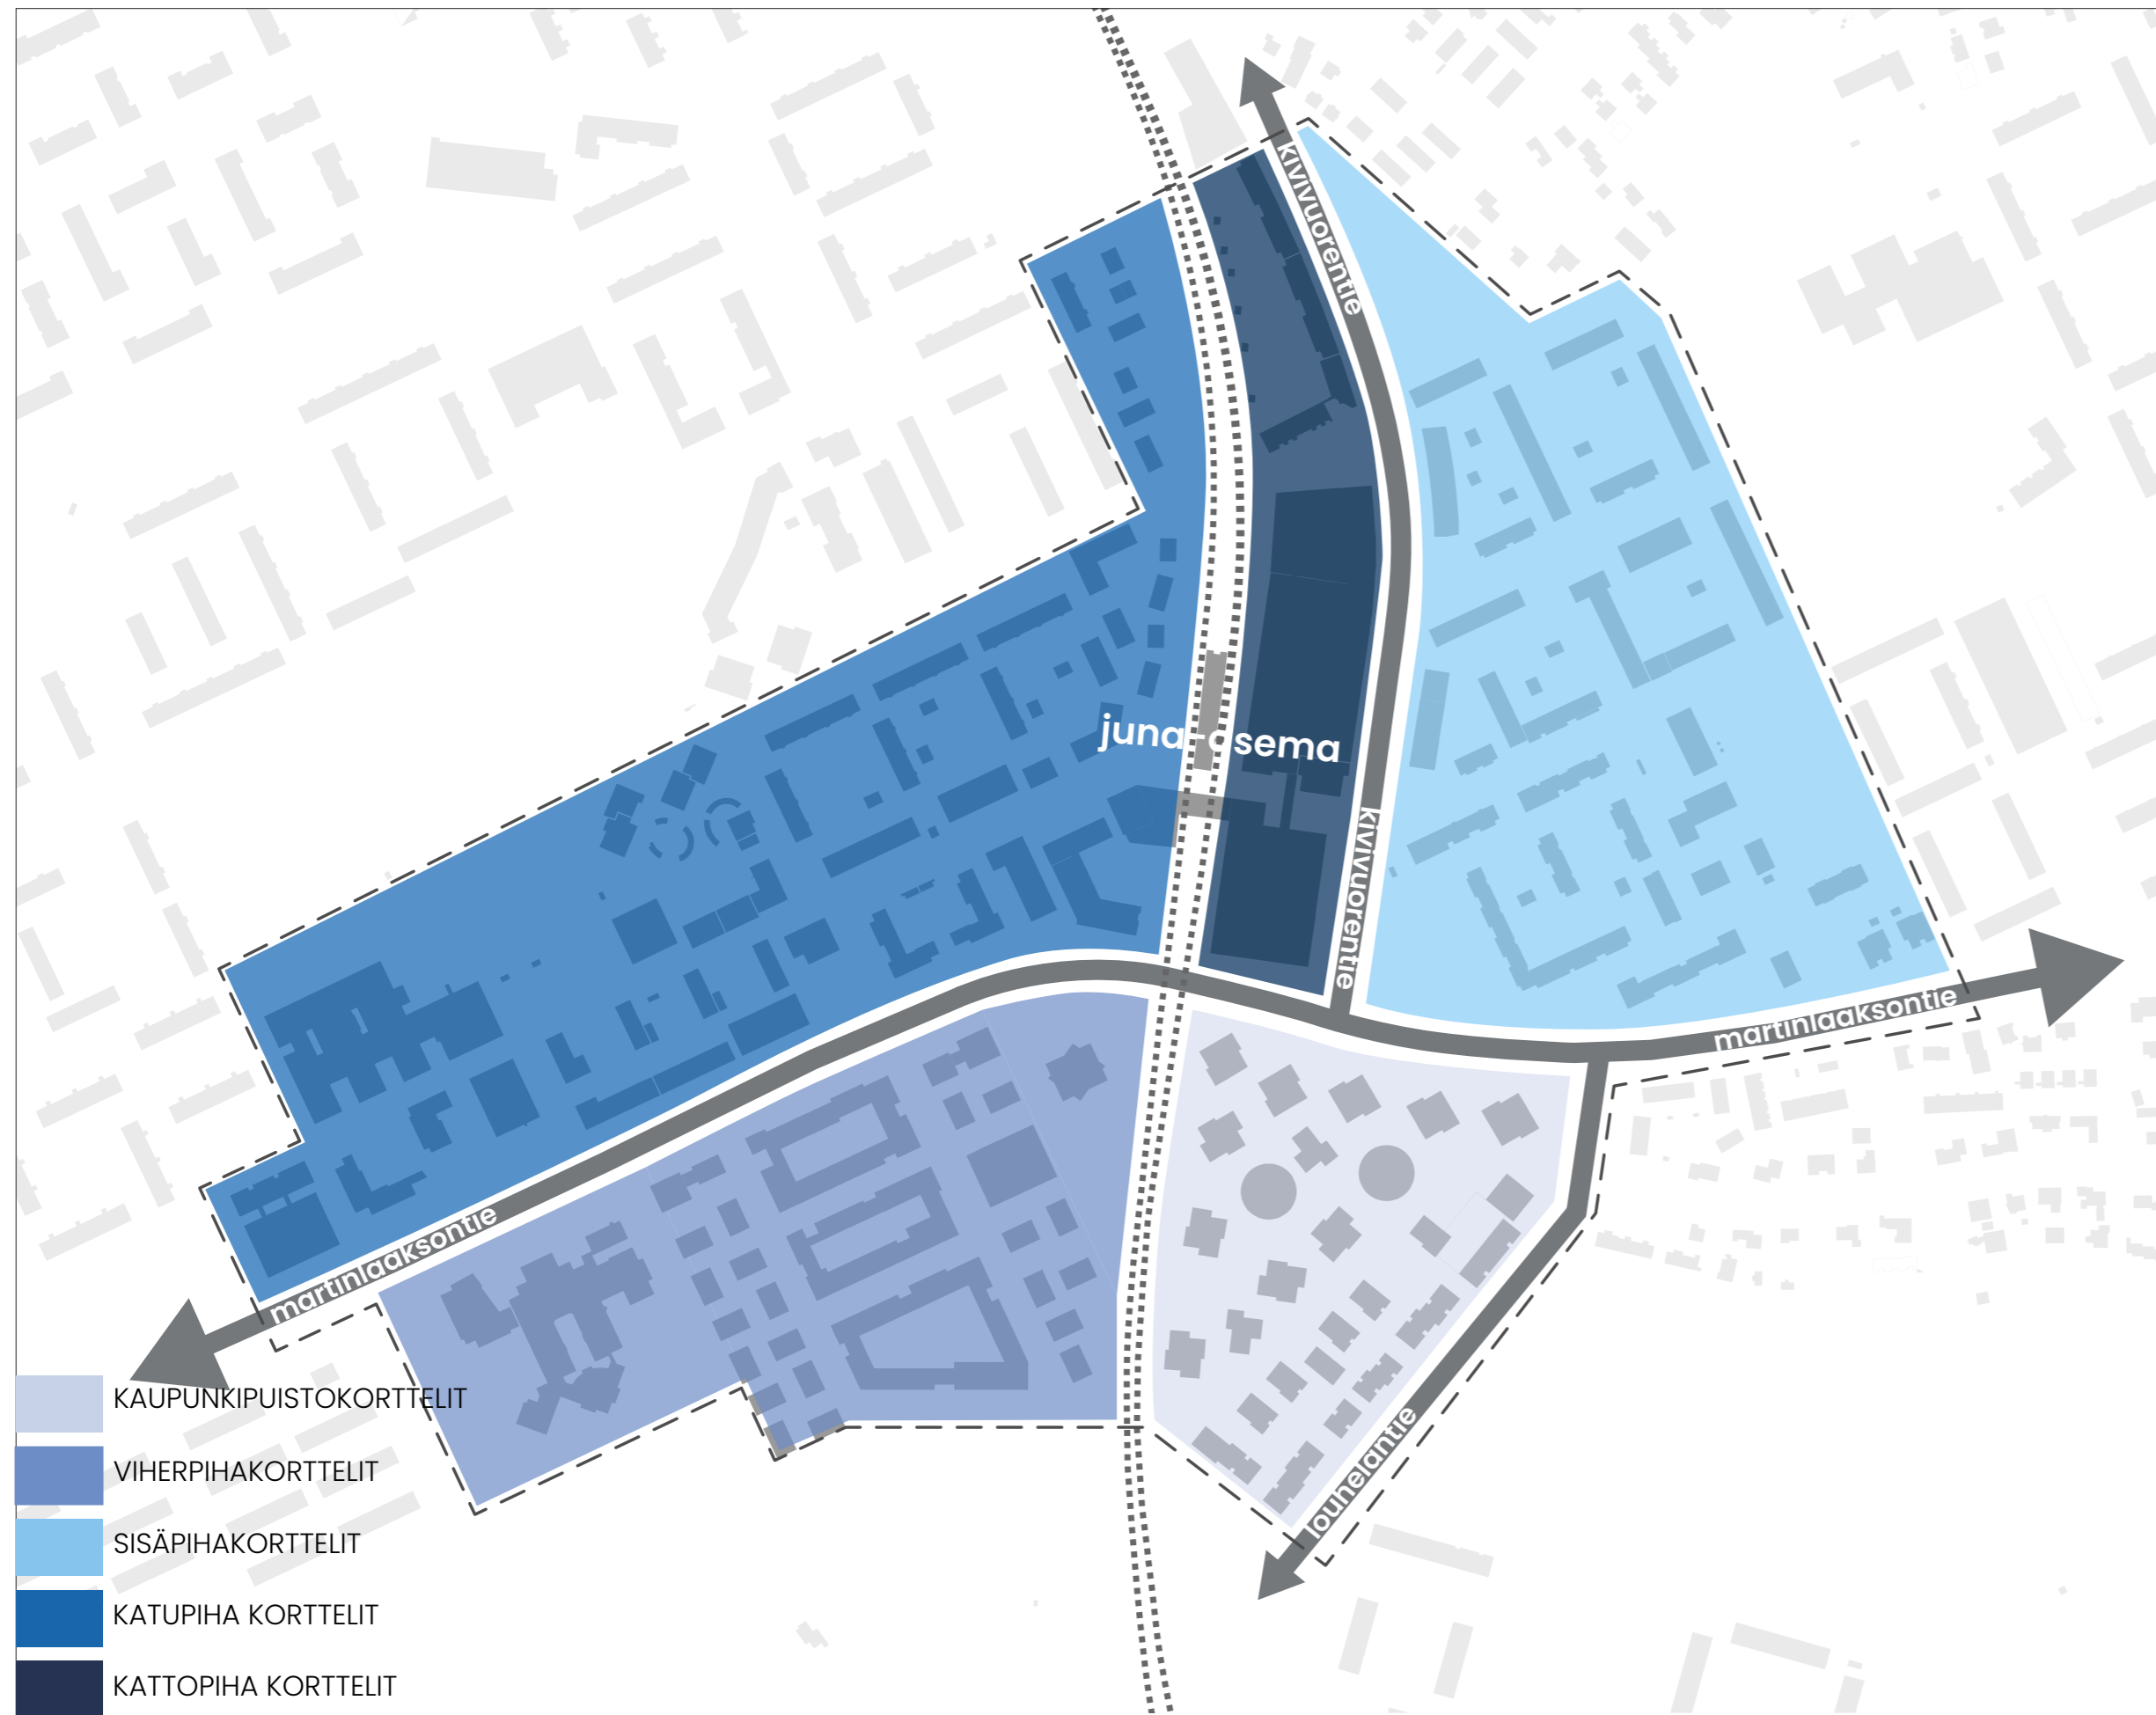 kivivuorentie
juna-asema
kivivuorentie
martinlaaksontie
martinlaaksontie
louhelantie
KAUPUNKIPUISTOKORTTELIT
VIHERPIHAKORTTELIT
SISÄPIHAKORTTELIT
KATUPIHA KORTTELIT
KATTOPIHA KORTTELIT